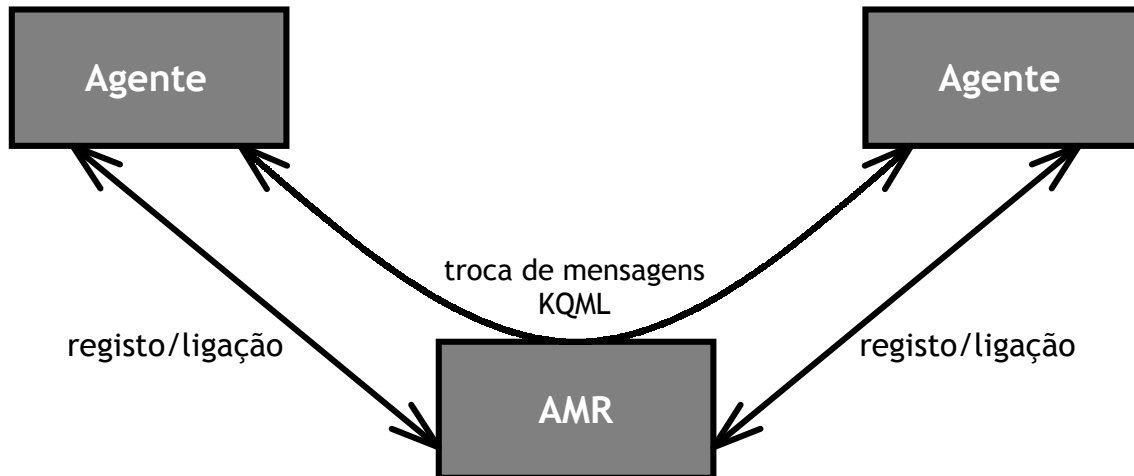 Agente
Agente
troca de mensagens
KQML
registo/ligação
registo/ligação
AMR